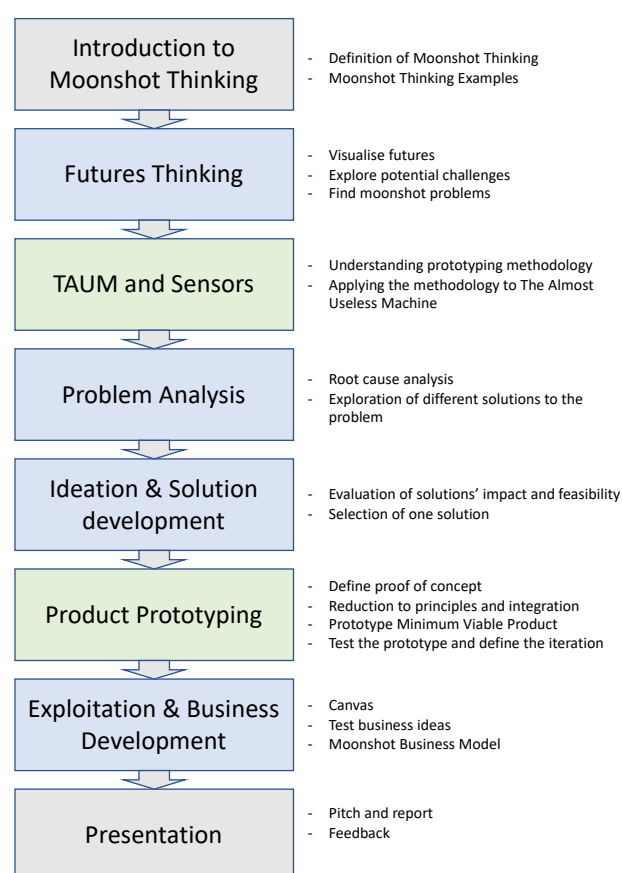 Introduction to
Moonshot Thinking
- Definition of Moonshot Thinking
- Moonshot Thinking Examples
Futures Thinking
- Visualise futures
- Explore potential challenges
- Find moonshot problems
TAUM and Sensors
- Understanding prototyping methodology
- Applying the methodology to The Almost
Useless Machine
Problem Analysis
- Root cause analysis
- Exploration of different solutions to the
problem
Ideation & Solution
development
- Evaluation of solutions’ impact and feasibility
- Selection of one solution
Product Prototyping
- Define proof of concept
- Reduction to principles and integration
- Prototype Minimum Viable Product
- Test the prototype and define the iteration
Exploitation & Business
Development
- Canvas
- Test business ideas
- Moonshot Business Model
Presentation
- Pitch and report
- Feedback